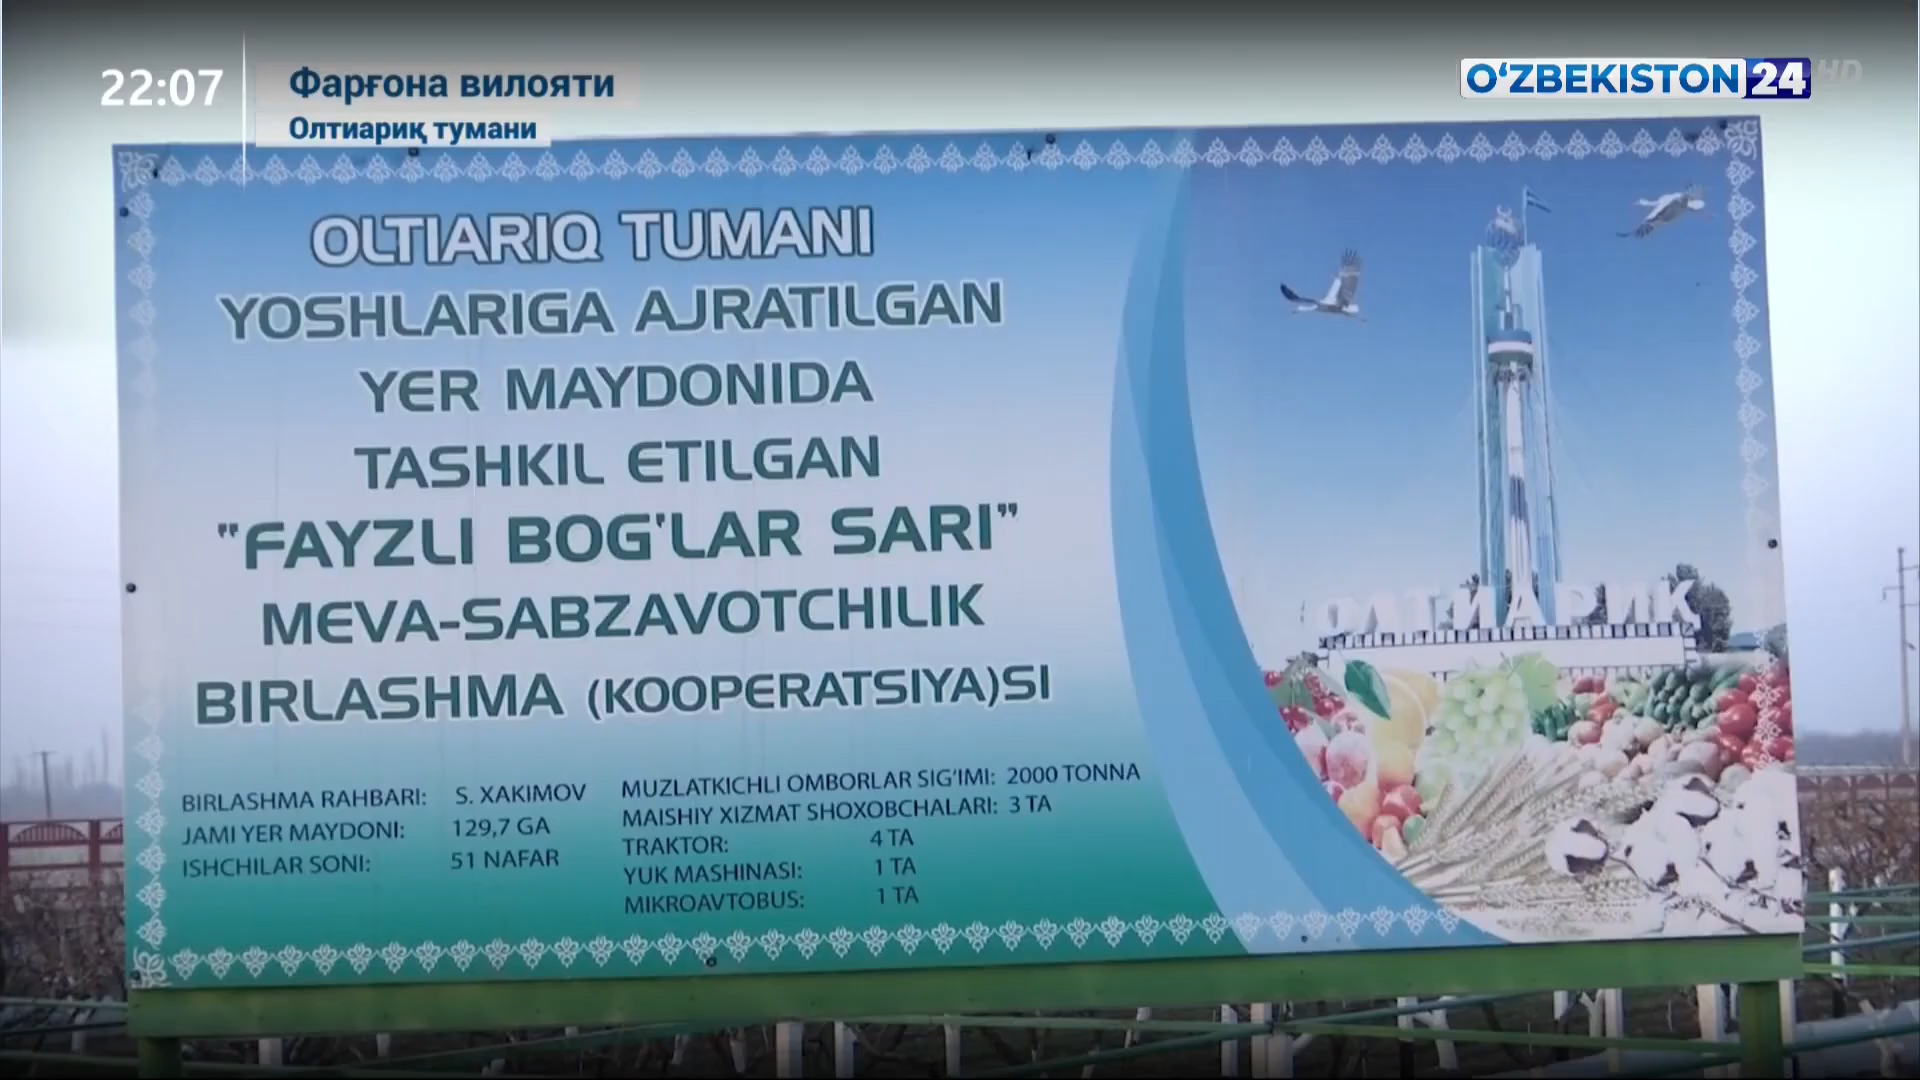 22:07
Фарғона вилояти
Олтиариқ тумани
O‘ZBEKISTON 24 HD
OLTIARIQ TUMANI
YOSHLARIGA AJRATILGAN
YER MAYDONIDA
TASHKIL ETILGAN
"FAYZLI BOG'LAR SARI"
MEVA-SABZAVOTCHILIK
BIRLASHMA (KOOPERATSIYA)SI
BIRLASHMA RAHBARI: S. XAKIMOV
JAMI YER MAYDONI: 129,7 GA
ISHCHILAR SONI: 51 NAFAR
MUZLATKICHLI OMBORLAR SIG'IMI: 2000 TONNA
MAISHIY XIZMAT SHOXOBCHALARI: 3 TA
TRAKTOR: 4 TA
YUK MASHINASI: 1 TA
MIKROAVTOBUS: 1 TA
ОЛТИАРИҚ